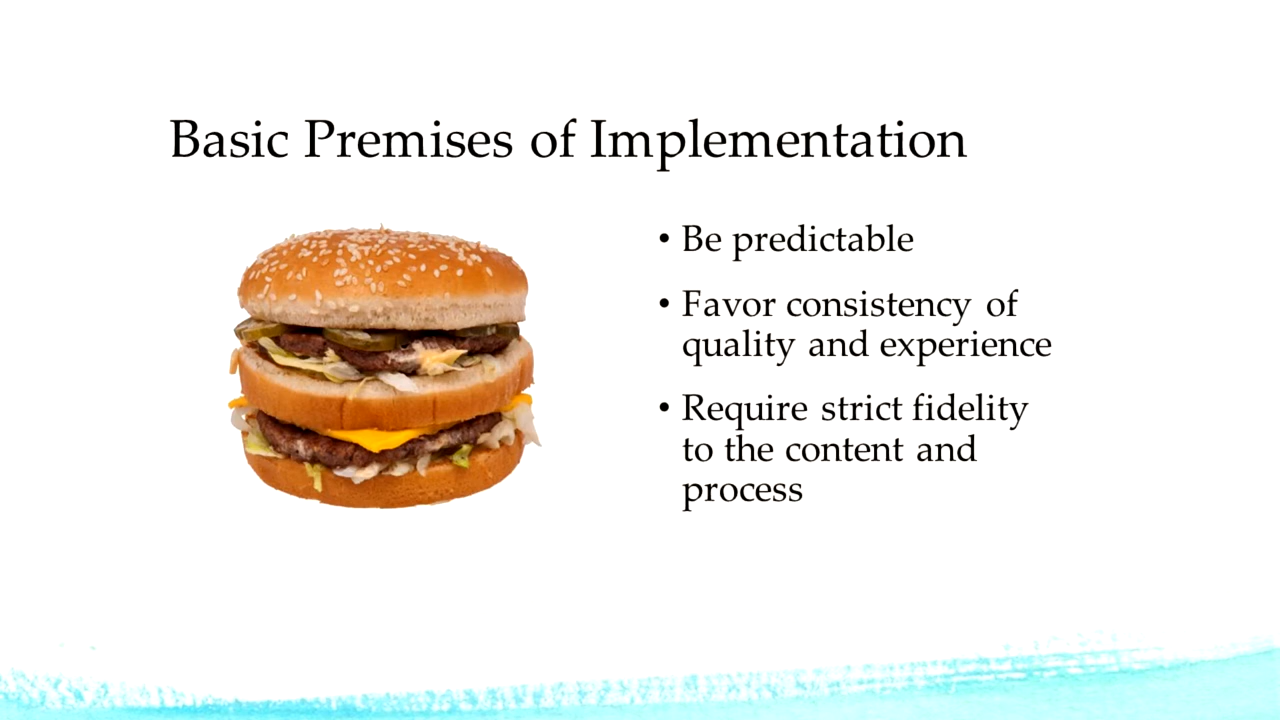 Basic Premises of Implementation
• Be predictable
• Favor consistency of
quality and experience
• Require strict fidelity
to the content and
process